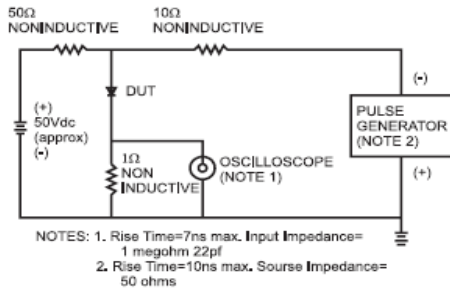 50Ω
NONINDUCTIVE
10Ω
NONINDUCTIVE
(+)
50Vdc
(approx)
(-)
DUT
1Ω
NON
INDUCTIVE
OSCILLOSCOPE
(NOTE 1)
(-)
PULSE
GENERATOR
(NOTE 2)
(+)
NOTES: 1. Rise Time=7ns max. Input Impedance=
1 megohm 22pf
2. Rise Time=10ns max. Sourse Impedance=
50 ohms